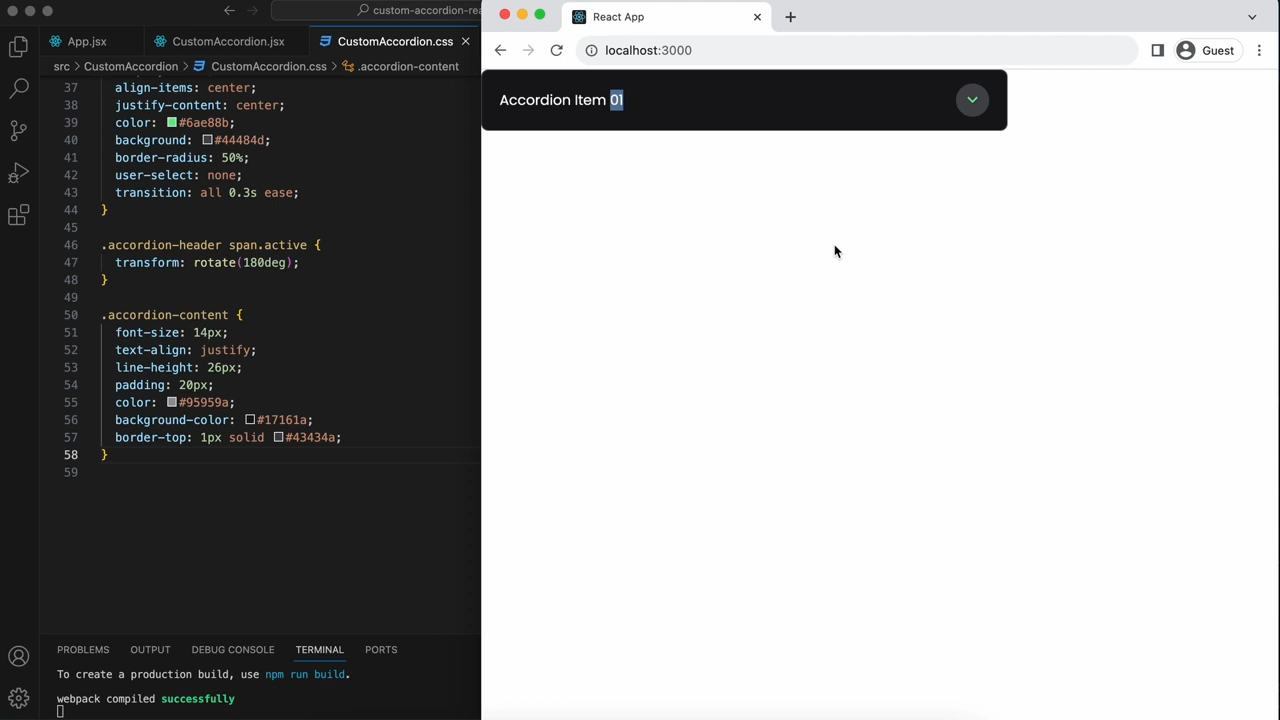 custom-accordion-rea
App.jsx
CustomAccordion.jsx
CustomAccordion.css
src > CustomAccordion > CustomAccordion.css > .accordion-content
37 align-items: center;
38 justify-content: center;
39 color: #6ae88b;
40 background: #44484d;
41 border-radius: 50%;
42 user-select: none;
43 transition: all 0.3s ease;
44 }
45
46 .accordion-header span.active {
47 transform: rotate(180deg);
48 }
49
50 .accordion-content {
51 font-size: 14px;
52 text-align: justify;
53 line-height: 26px;
54 padding: 20px;
55 color: #95959a;
56 background-color: #17161a;
57 border-top: 1px solid #43434a;
58 }
59
PROBLEMS OUTPUT DEBUG CONSOLE TERMINAL PORTS
To create a production build, use npm run build.
webpack compiled successfully
React App
localhost:3000
Guest
Accordion Item 01